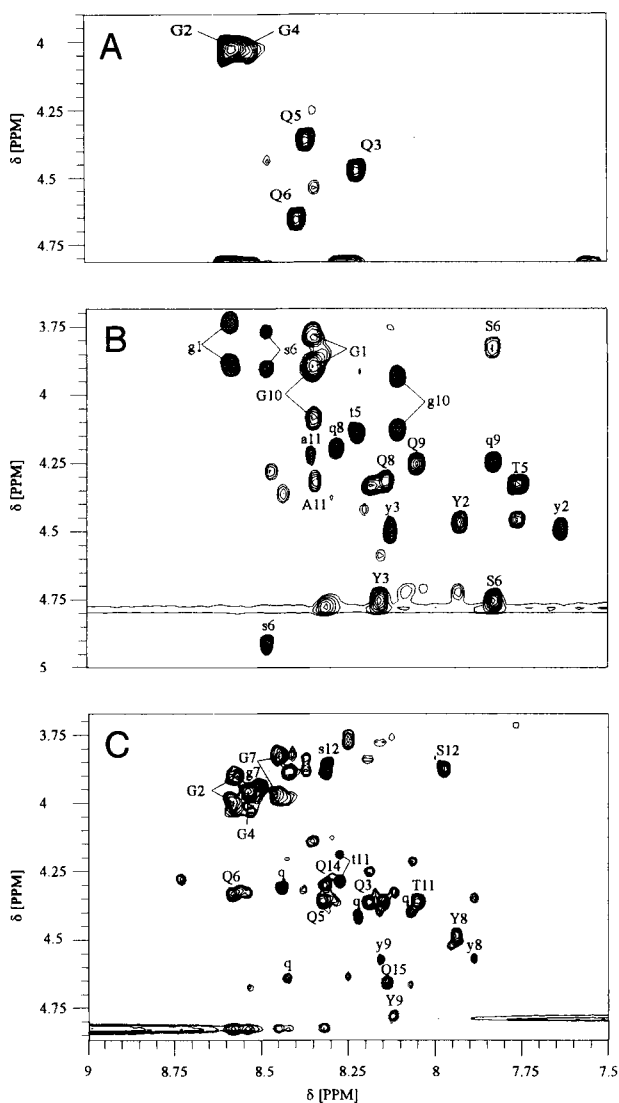 A
G2 G4
4
4.25
4.5
4.75
δ [PPM]
Q5
Q3
Q6
B
3.75
4
4.25
4.5
4.75
5
δ [PPM]
S6
g1 s6 G1
G10 g10
a11 q8 t5
Q8 Q9 q9
A11 T5
y3 Y2 y2
Y3 S6
s6
C
3.75
4
4.25
4.5
4.75
δ [PPM]
G7 s12 S12
G2 g7
G4
Q14 t11
Q6 q Q3 T11
Q5 q q
Y8
y9 y8
q Q15
Y9
9 8.75 8.5 8.25 8 7.75 7.5
δ [PPM]